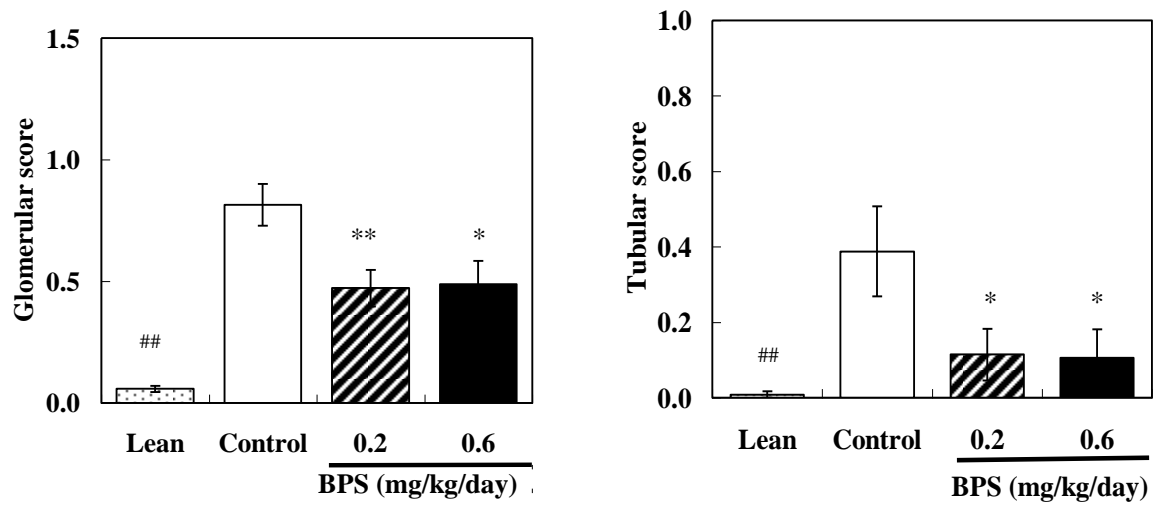 Glomerular score
1.5
1.0
0.5
0.0
##
**
*
Lean Control 0.2 0.6
BPS (mg/kg/day)
Tubular score
1.0
0.8
0.6
0.4
0.2
0.0
##
*
*
Lean Control 0.2 0.6
BPS (mg/kg/day)